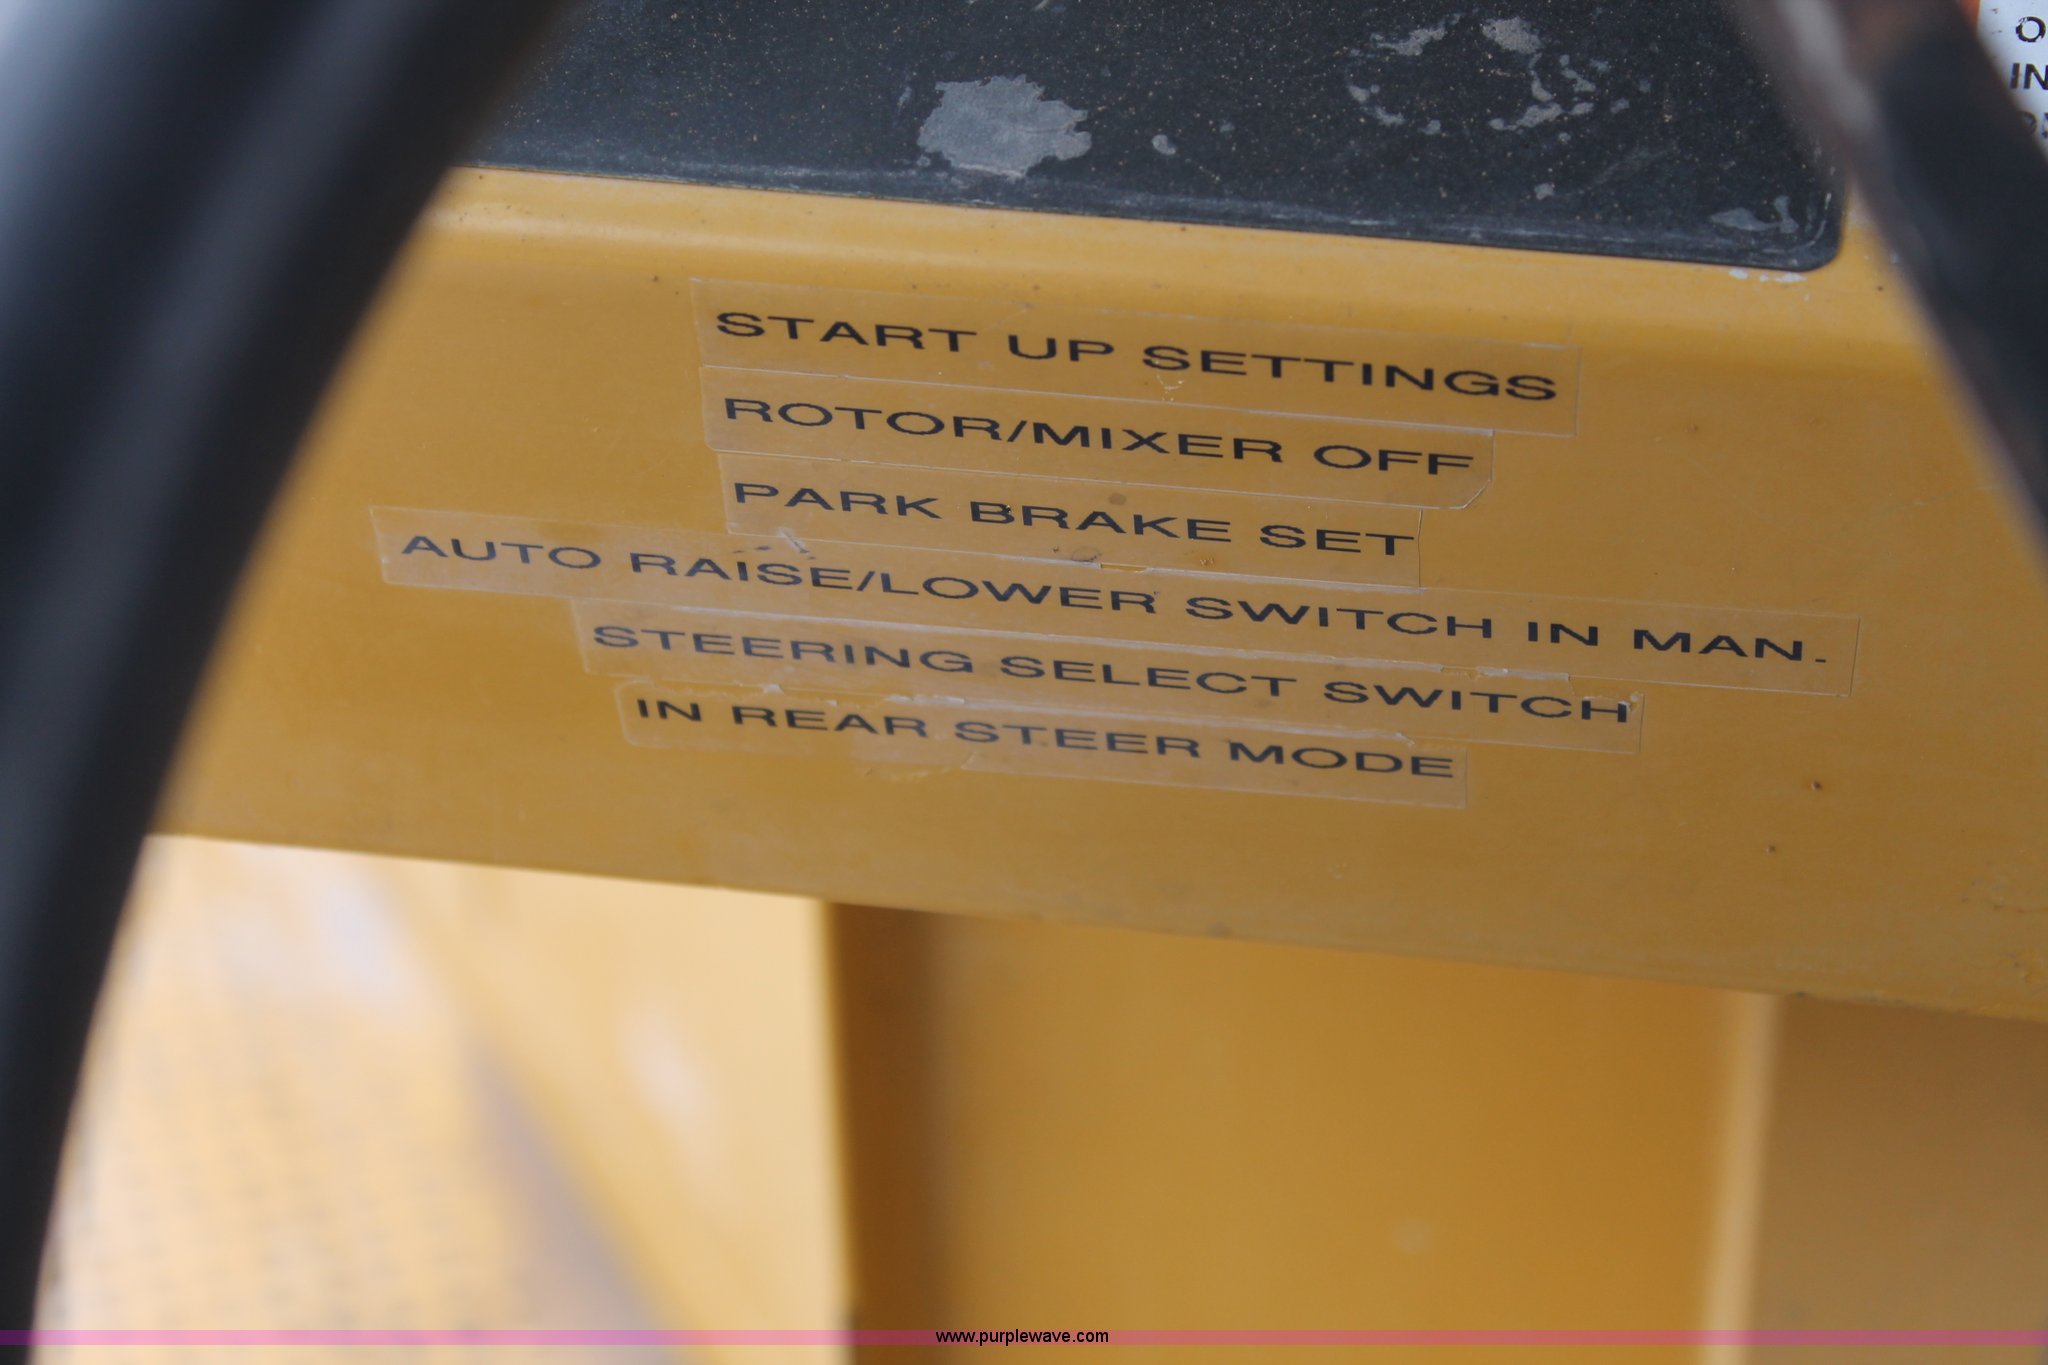 START UP SETTINGS
ROTOR/MIXER OFF
PARK BRAKE SET
AUTO RAISE/LOWER SWITCH IN MAN.
STEERING SELECT SWITCH
IN REAR STEER MODE
www.purplewave.com